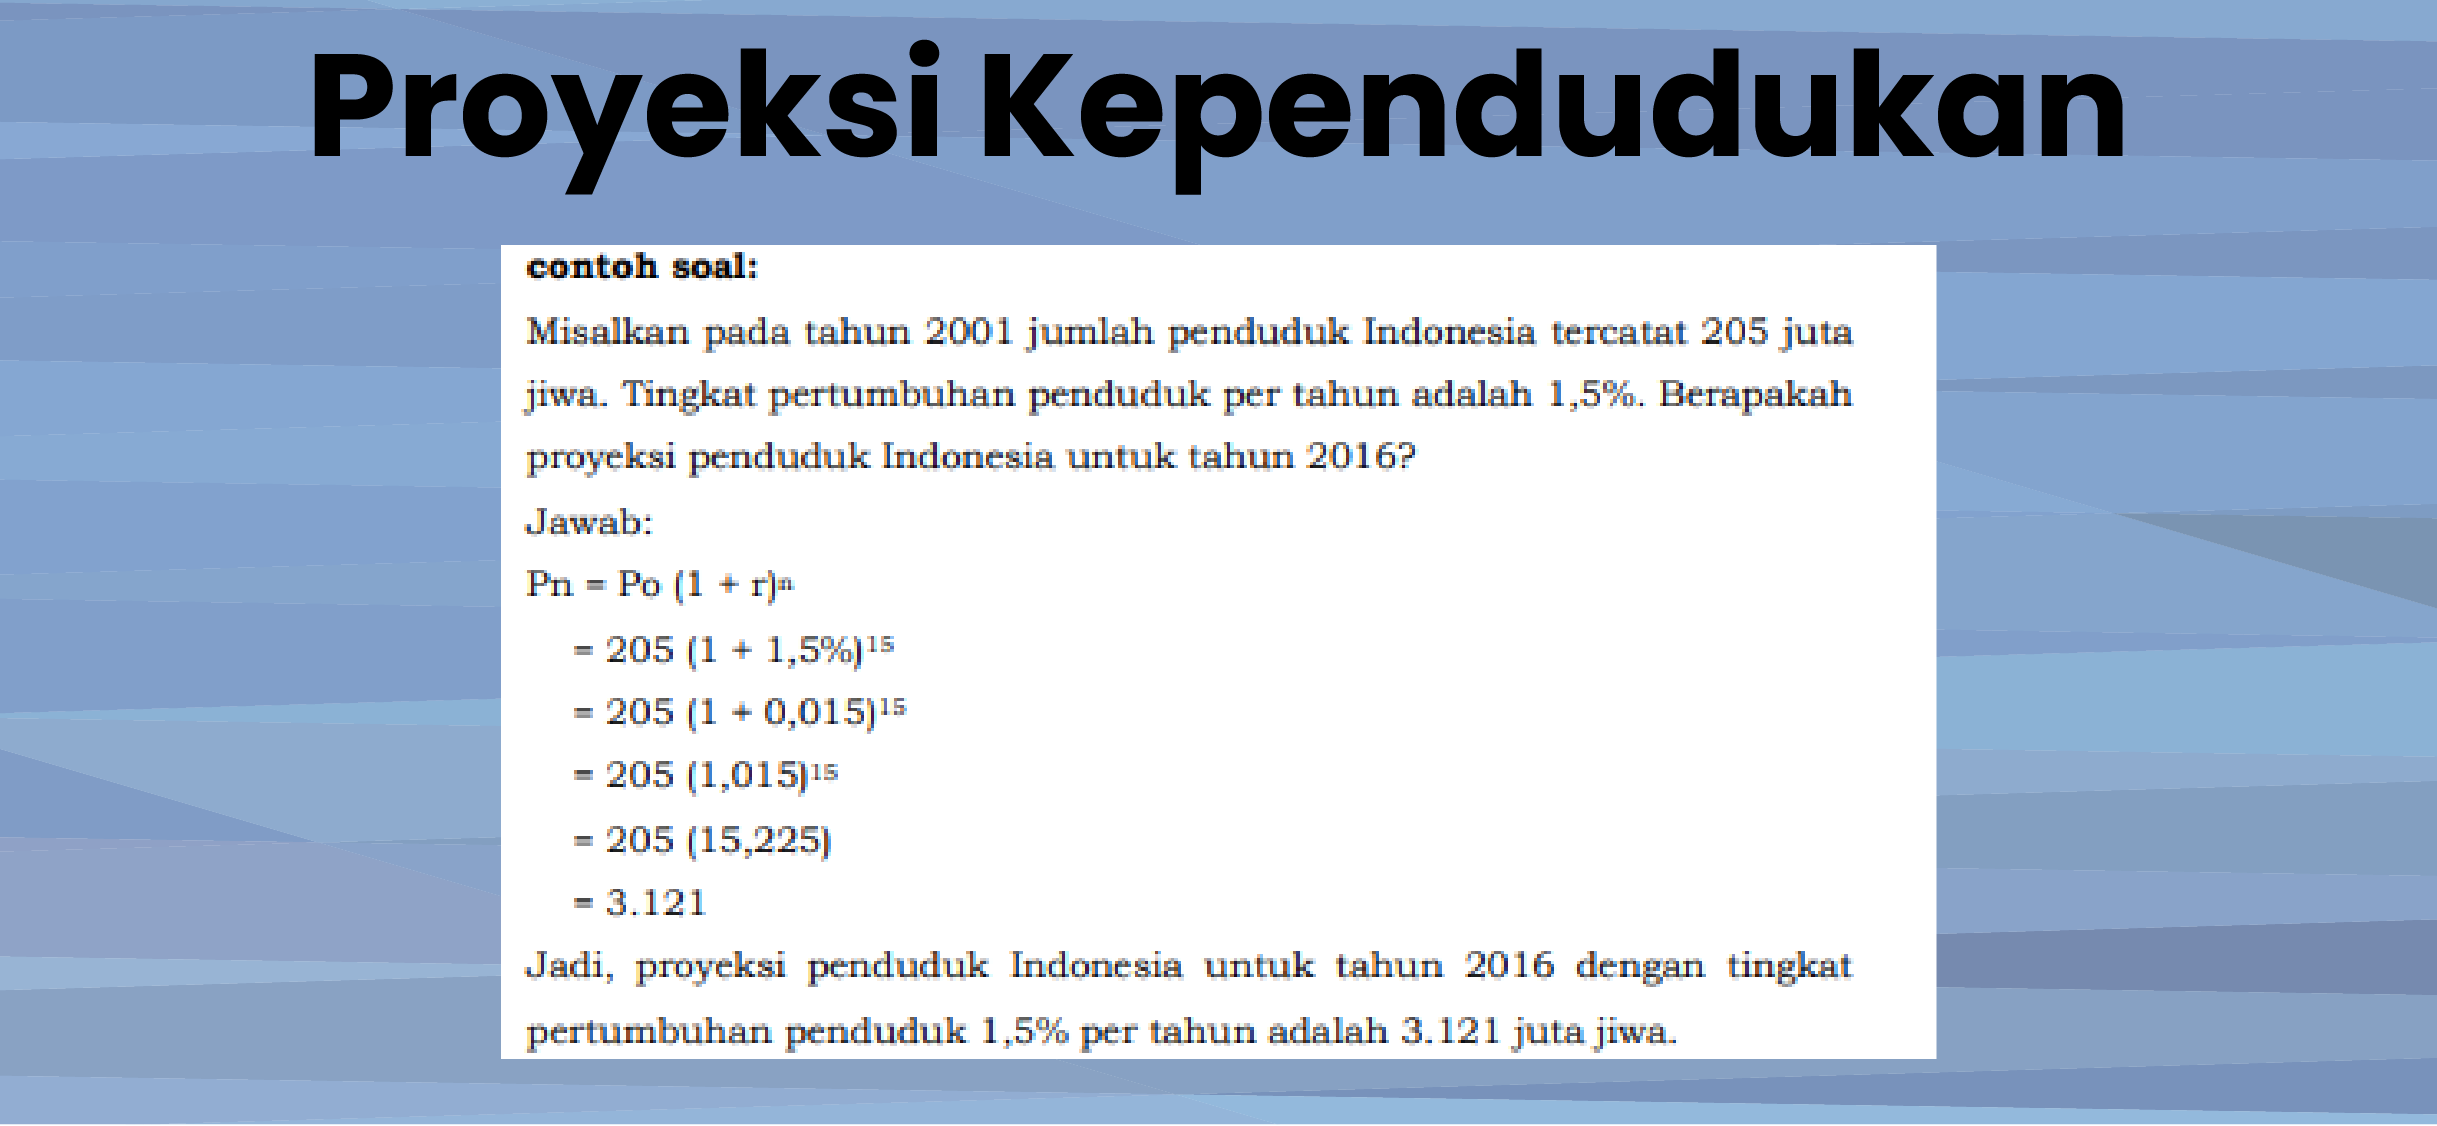 Proyeksi Kependudukan
contoh soal:
Misalkan pada tahun 2001 jumlah penduduk Indonesia tercatat 205 juta
jiwa. Tingkat pertumbuhan penduduk per tahun adalah 1,5%. Berapakah
proyeksi penduduk Indonesia untuk tahun 2016?
Jawab:
Pn = Po (1 + r)ⁿ
= 205 (1 + 1,5%)¹⁵
= 205 (1 + 0,015)¹⁵
= 205 (1,015)¹⁵
= 205 (15,225)
= 3.121
Jadi, proyeksi penduduk Indonesia untuk tahun 2016 dengan tingkat
pertumbuhan penduduk 1,5% per tahun adalah 3.121 juta jiwa.